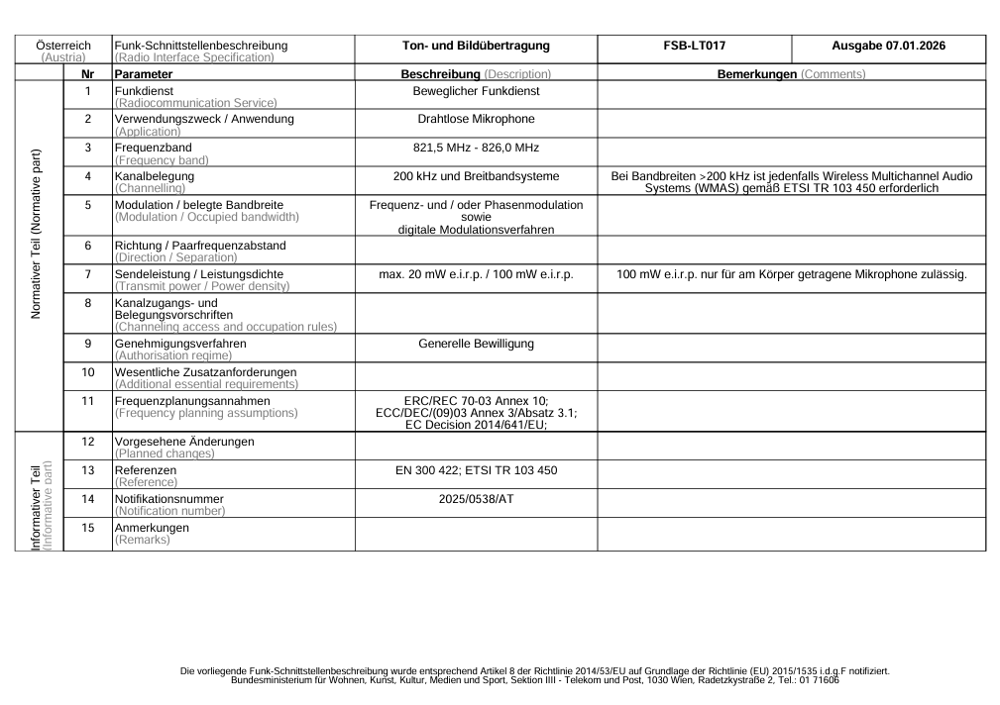 Österreich
(Austria)
Funk-Schnittstellenbeschreibung
(Radio Interface Specification)
Ton- und Bildübertragung
FSB-LT017
Ausgabe 07.01.2026
Nr
Parameter
Beschreibung (Description)
Bemerkungen (Comments)
Normativer Teil (Normative part)
1
Funkdienst
(Radiocommunication Service)
Beweglicher Funkdienst
2
Verwendungszweck / Anwendung
(Application)
Drahtlose Mikrophone
3
Frequenzband
(Frequency band)
821,5 MHz - 826,0 MHz
4
Kanalbelegung
(Channelling)
200 kHz und Breitbandsysteme
Bei Bandbreiten >200 kHz ist jedenfalls Wireless Multichannel Audio
Systems (WMAS) gemäß ETSI TR 103 450 erforderlich
5
Modulation / belegte Bandbreite
(Modulation / Occupied bandwidth)
Frequenz- und / oder Phasenmodulation
sowie
digitale Modulationsverfahren
6
Richtung / Paarfrequenzabstand
(Direction / Separation)
7
Sendeleistung / Leistungsdichte
(Transmit power / Power density)
max. 20 mW e.i.r.p. / 100 mW e.i.r.p.
100 mW e.i.r.p. nur für am Körper getragene Mikrophone zulässig.
8
Kanalzugangs- und
Belegungsvorschriften
(Channeling access and occupation rules)
9
Genehmigungsverfahren
(Authorisation regime)
Generelle Bewilligung
10
Wesentliche Zusatzanforderungen
(Additional essential requirements)
11
Frequenzplanungsannahmen
(Frequency planning assumptions)
ERC/REC 70-03 Annex 10;
ECC/DEC/(09)03 Annex 3/Absatz 3.1;
EC Decision 2014/641/EU;
Informativer Teil
(Informative part)
12
Vorgesehene Änderungen
(Planned changes)
13
Referenzen
(Reference)
EN 300 422; ETSI TR 103 450
14
Notifikationsnummer
(Notification number)
2025/0538/AT
15
Anmerkungen
(Remarks)
Die vorliegende Funk-Schnittstellenbeschreibung wurde entsprechend Artikel 8 der Richtlinie 2014/53/EU auf Grundlage der Richtlinie (EU) 2015/1535 i.d.g.F notifiziert.
Bundesministerium für Wohnen, Kunst, Kultur, Medien und Sport, Sektion IIII - Telekom und Post, 1030 Wien, Radetzkystraße 2, Tel.: 01 71606